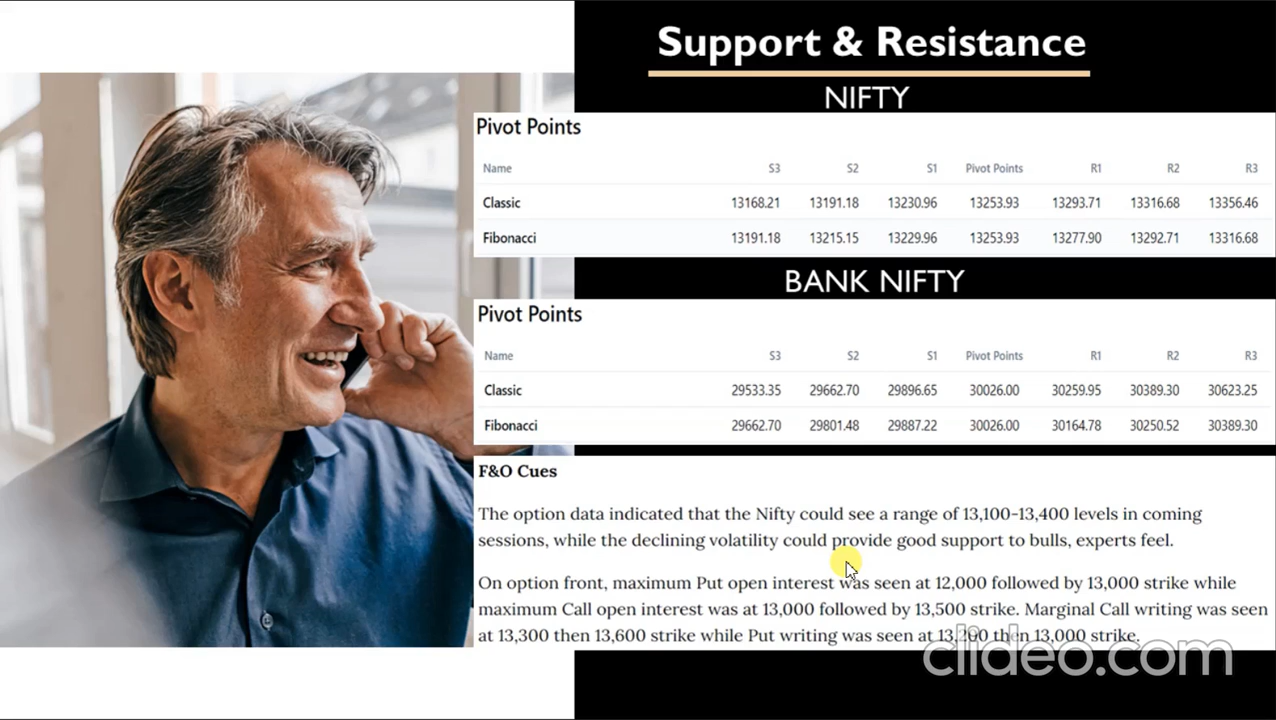 Support & Resistance
NIFTY
Pivot Points
Name S3 S2 S1 Pivot Points R1 R2 R3
Classic 13168.21 13191.18 13230.96 13253.93 13293.71 13316.68 13356.46
Fibonacci 13191.18 13215.15 13229.96 13253.93 13277.90 13292.71 13316.68
BANK NIFTY
Pivot Points
Name S3 S2 S1 Pivot Points R1 R2 R3
Classic 29533.35 29662.70 29896.65 30026.00 30259.95 30389.30 30623.25
Fibonacci 29662.70 29801.48 29887.22 30026.00 30164.78 30250.52 30389.30
F&O Cues
The option data indicated that the Nifty could see a range of 13,100-13,400 levels in coming
sessions, while the declining volatility could provide good support to bulls, experts feel.
On option front, maximum Put open interest was seen at 12,000 followed by 13,000 strike while
maximum Call open interest was at 13,000 followed by 13,500 strike. Marginal Call writing was seen
at 13,300 then 13,600 strike while Put writing was seen at 13,200 then 13,000 strike.
clideo.com